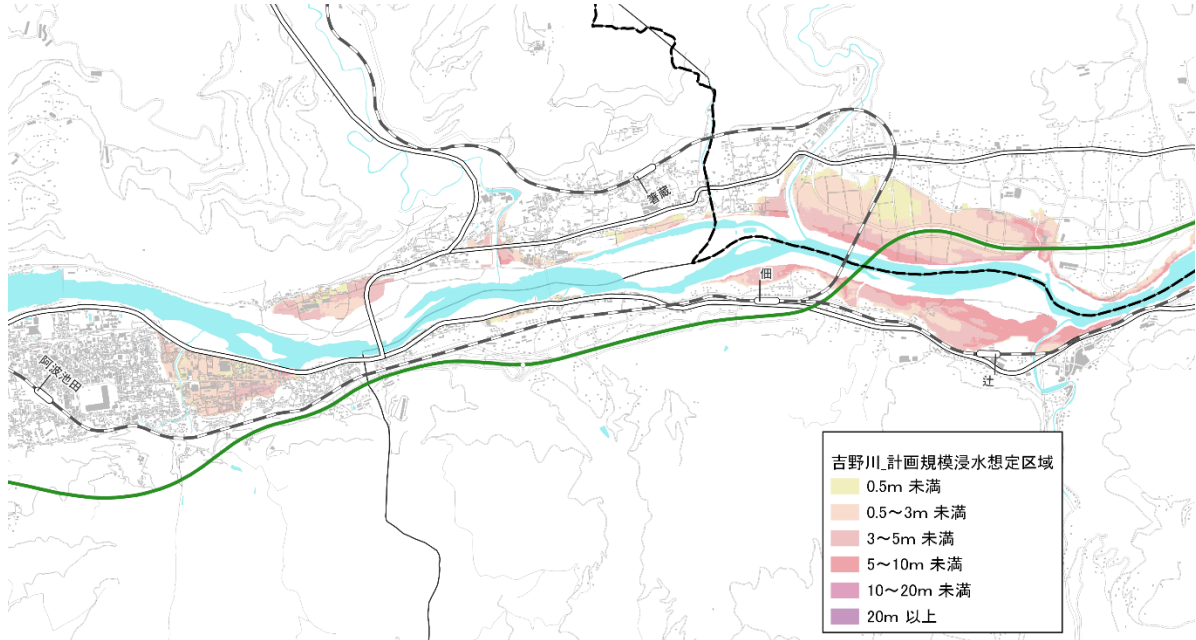 箸蔵
佃
阿波池田
辻
吉野川_計画規模浸水想定区域
0.5m 未満
0.5～3m 未満
3～5m 未満
5～10m 未満
10～20m 未満
20m 以上